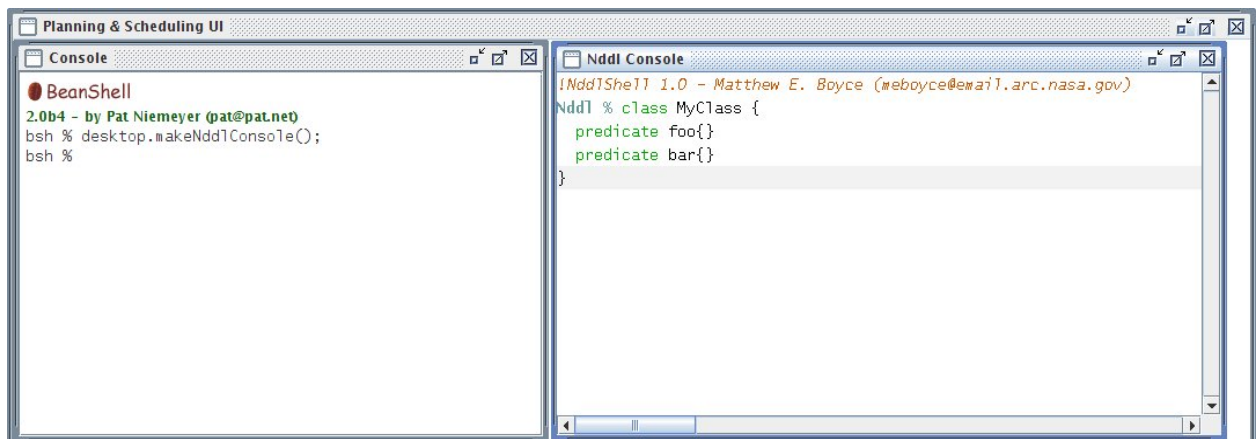 Planning & Scheduling UI
Console
BeanShell
2.0b4 - by Pat Niemeyer (pat@pat.net)
bsh % desktop.makeNddlConsole();
bsh %
Nddl Console
!NddlShell 1.0 - Matthew E. Boyce (meboyce@email.arc.nasa.gov)
Nddl % class MyClass {
  predicate foo{}
  predicate bar{}
}